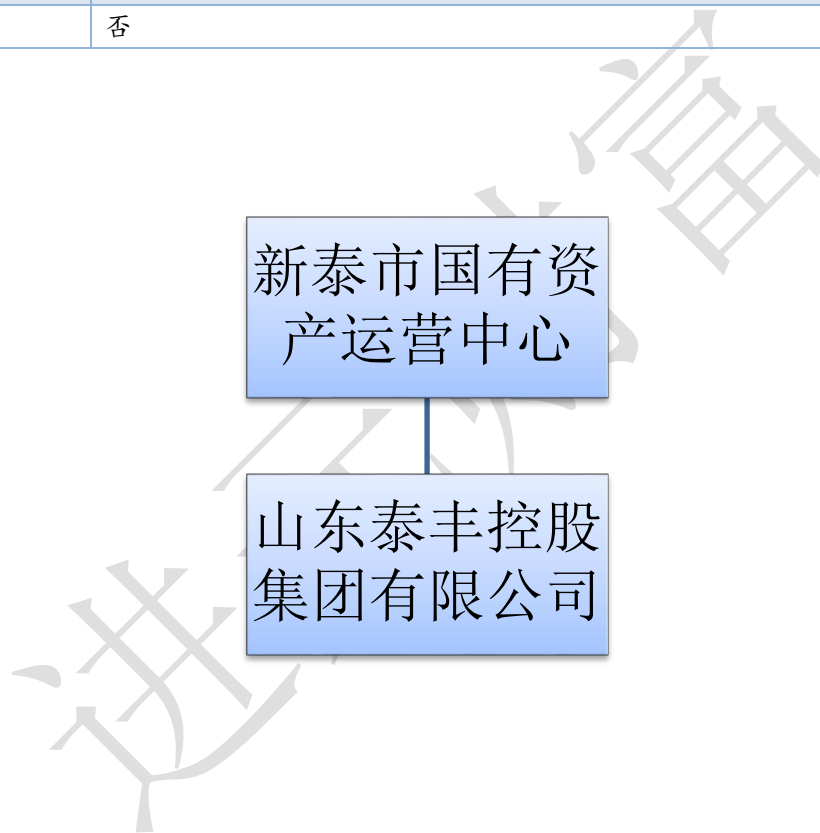 否
新泰市国有资
产运营中心
山东泰丰控股
集团有限公司